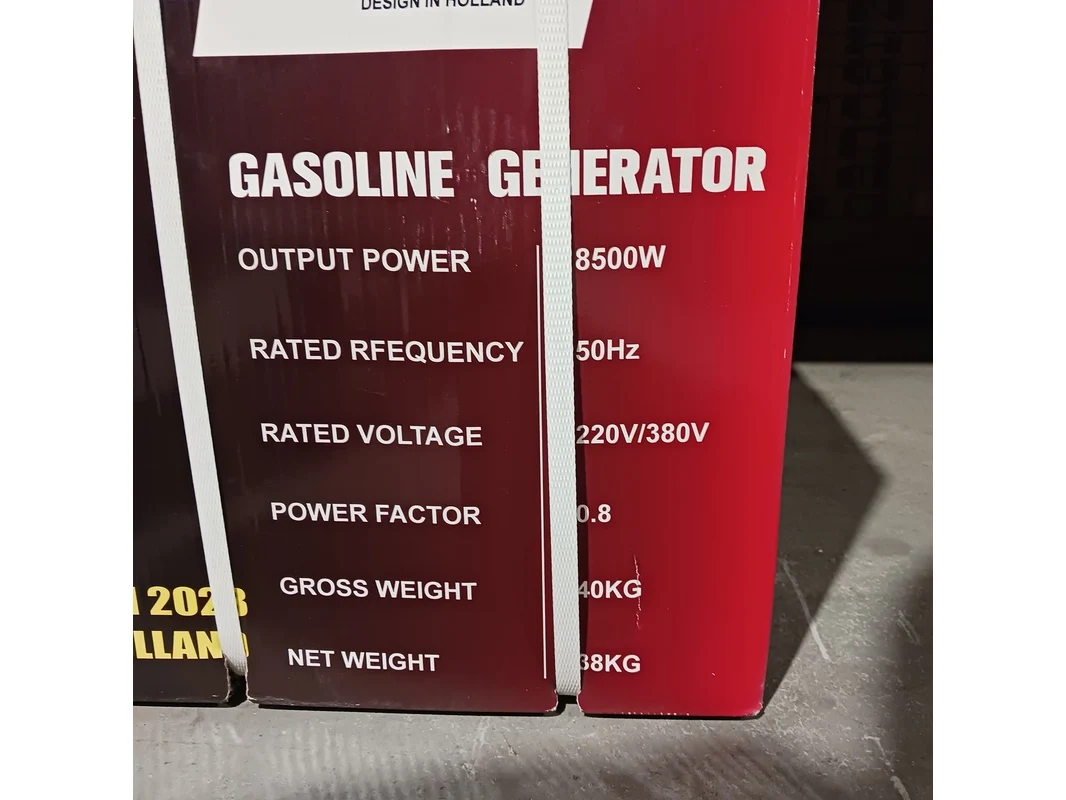 DESIGN IN HOLLAND
GASOLINE GENERATOR
OUTPUT POWER 8500W
RATED RFEQUENCY 50Hz
RATED VOLTAGE 220V/380V
POWER FACTOR 0.8
GROSS WEIGHT 40KG
NET WEIGHT 38KG
2023